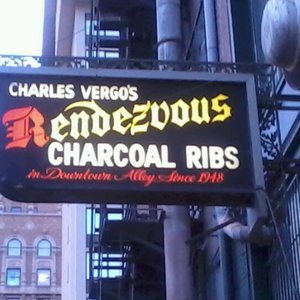 CHARLES VERGO'S
Rendezvous
CHARCOAL RIBS
in Downtown Alley Since 1948